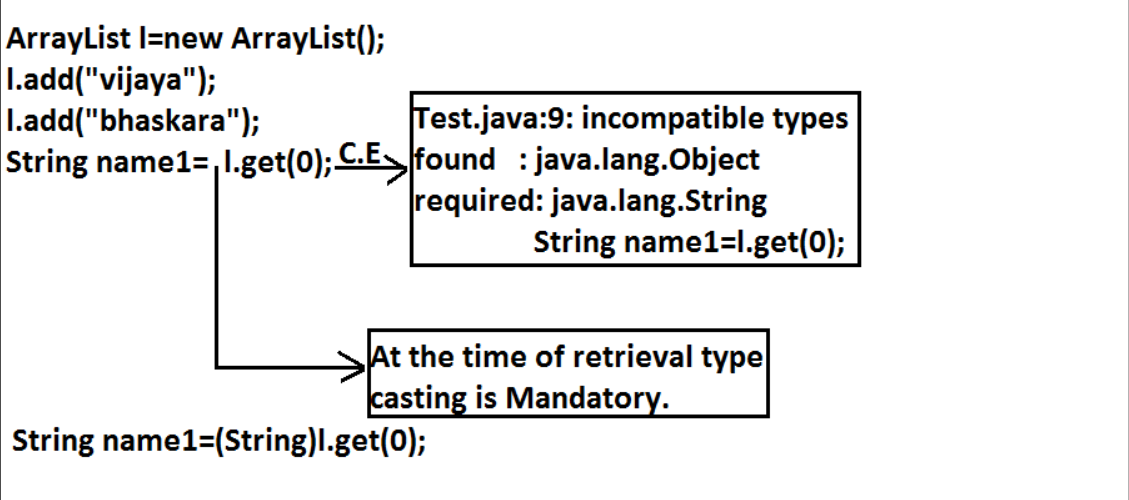 ArrayList l=new ArrayList();
l.add("vijaya");
l.add("bhaskara");
String name1= l.get(0);
C.E
Test.java:9: incompatible types
found : java.lang.Object
required: java.lang.String
String name1=l.get(0);
At the time of retrieval type
casting is Mandatory.
String name1=(String)l.get(0);